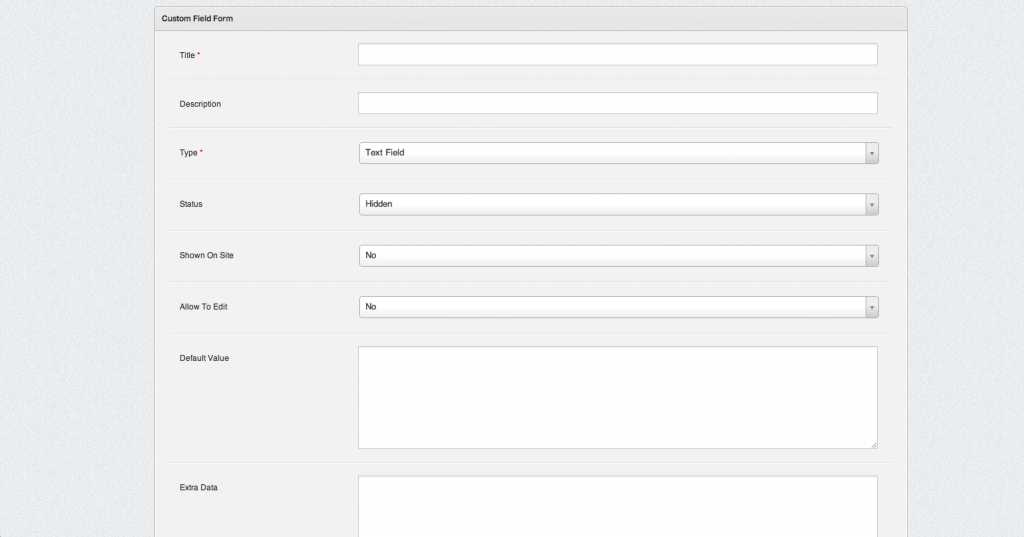 Custom Field Form
Title *
Description
Type * Text Field
Status Hidden
Shown On Site No
Allow To Edit No
Default Value
Extra Data